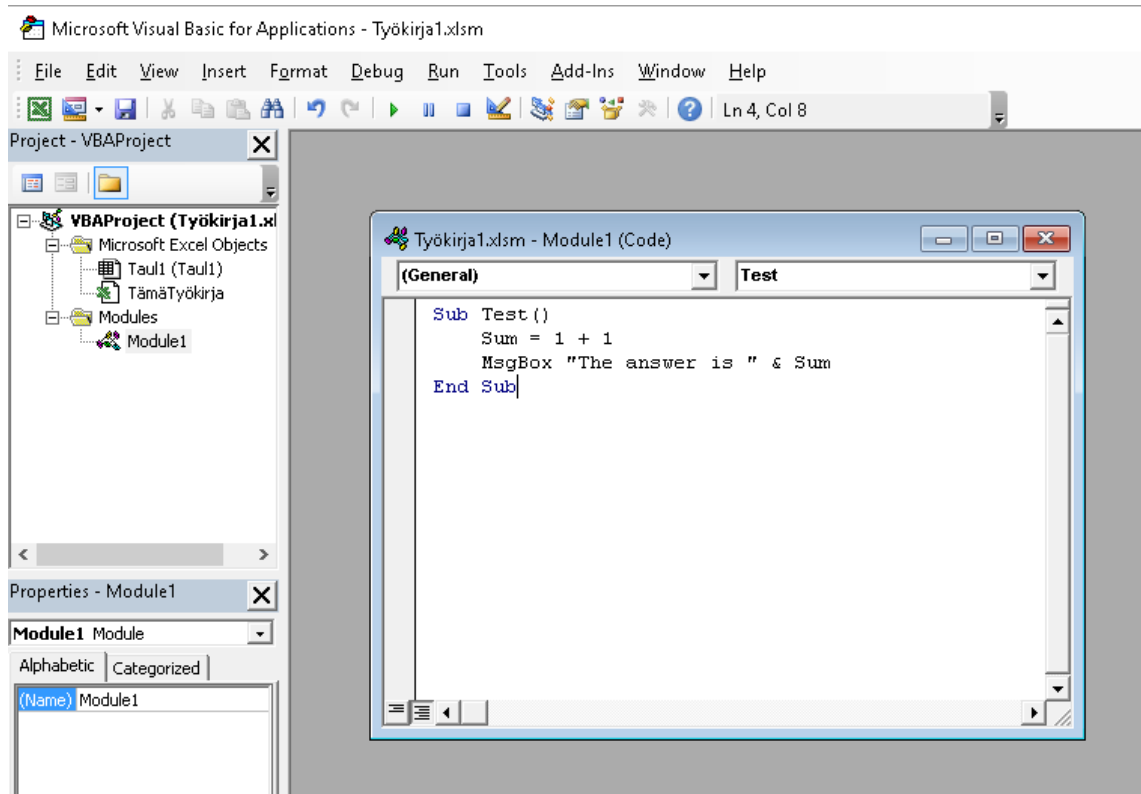 Microsoft Visual Basic for Applications - Työkirja1.xlsm
File Edit View Insert Format Debug Run Tools Add-Ins Window Help
Ln 4, Col 8
Project - VBAProject
VBAProject (Työkirja1.xl
Microsoft Excel Objects
Taul1 (Taul1)
TämäTyökirja
Modules
Module1
Properties - Module1
Module1 Module
Alphabetic Categorized
(Name) Module1
Työkirja1.xlsm - Module1 (Code)
(General) Test
Sub Test()
Sum = 1 + 1
MsgBox "The answer is " & Sum
End Sub